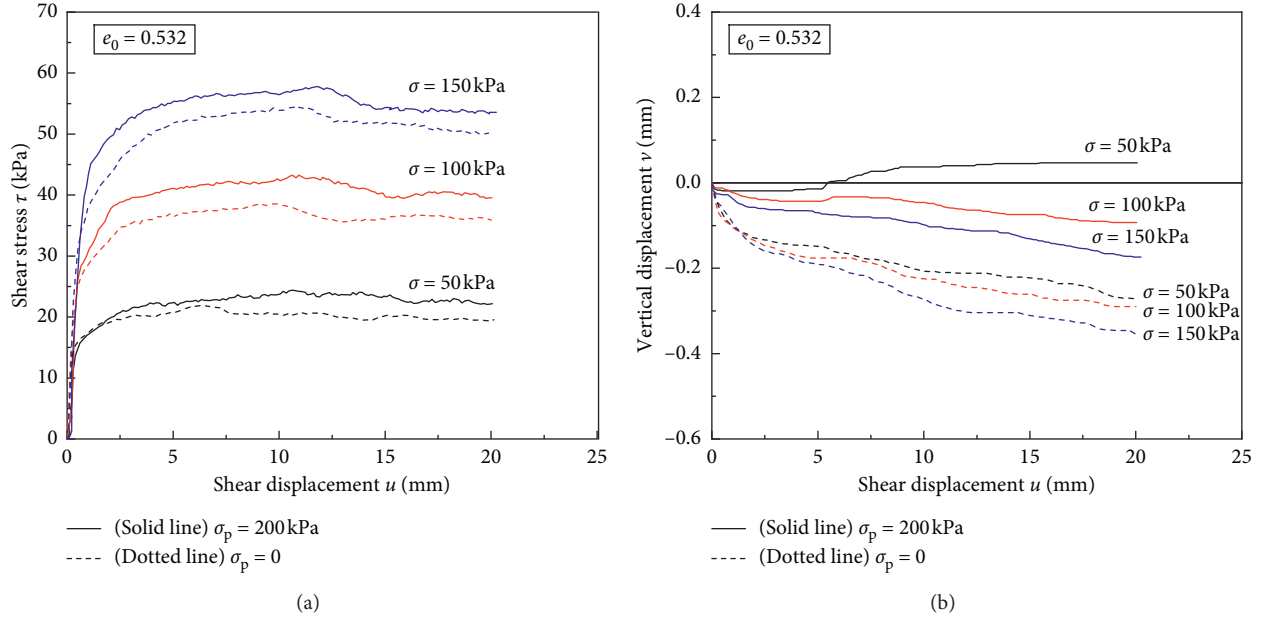 70
60
50
40
30
20
10
0
Shear stress τ (kPa)
e₀ = 0.532
σ = 150 kPa
σ = 100 kPa
σ = 50 kPa
0 5 10 15 20 25
Shear displacement u (mm)
(Solid line) σₚ = 200 kPa
(Dotted line) σₚ = 0
(a)
0.4
0.2
0.0
–0.2
–0.4
–0.6
Vertical displacement v (mm)
e₀ = 0.532
σ = 50 kPa
σ = 100 kPa
σ = 150 kPa
σ = 50 kPa
σ = 100 kPa
σ = 150 kPa
0 5 10 15 20 25
Shear displacement u (mm)
(Solid line) σₚ = 200 kPa
(Dotted line) σₚ = 0
(b)